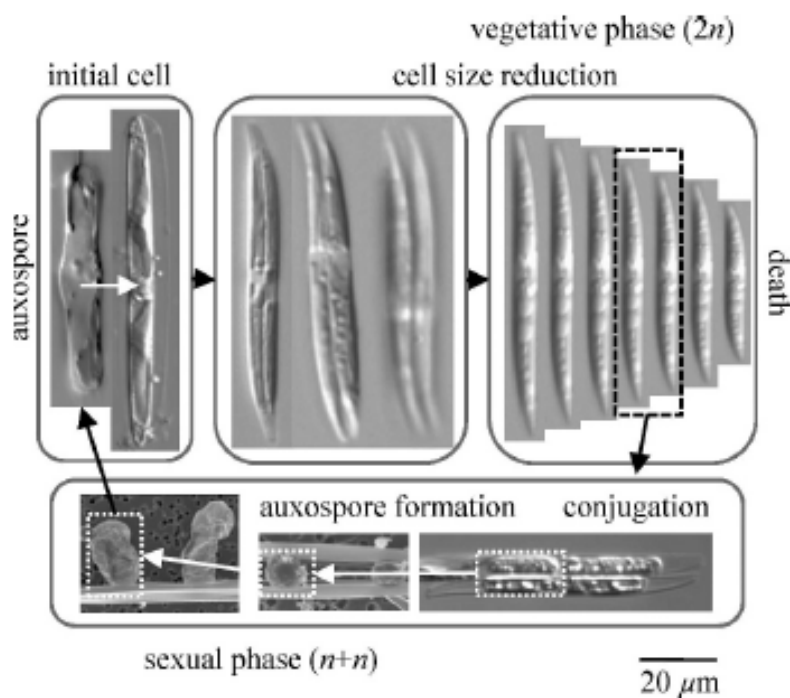 vegetative phase (2n)
initial cell
cell size reduction
auxospore
death
auxospore formation
conjugation
sexual phase (n+n)
20 µm